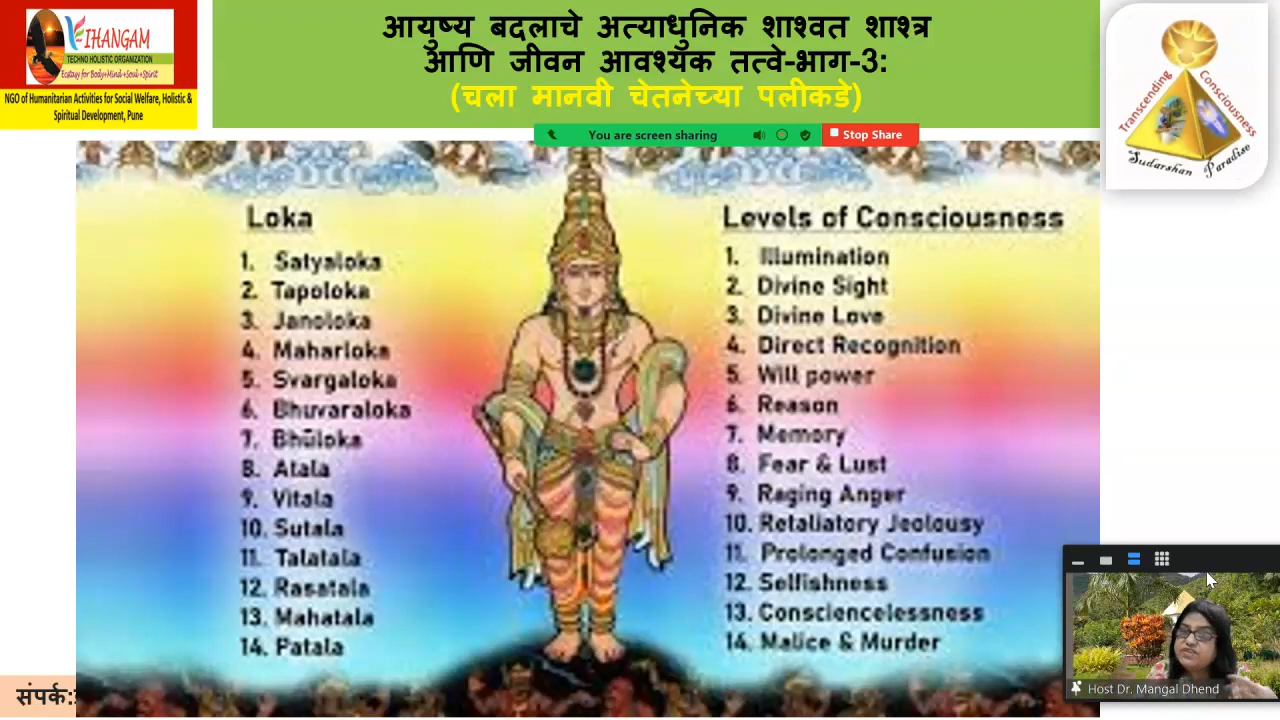 VIHANGAM
TECHNO HOLISTIC ORGANIZATION
Ecstasy for Body+Mind+Soul+Spirit
NGO of Humanitarian Activities for Social Welfare, Holistic &
Spiritual Development, Pune
आयुष्य बदलाचे अत्याधुनिक शाश्वत शाश्त्र
आणि जीवन आवश्यक तत्वे-भाग-3:
(चला मानवी चेतनेच्या पलीकडे)
You are screen sharing
Stop Share
Transcending Consciousness
Sudarshan Paradise
Loka
1. Satyaloka
2. Tapoloka
3. Janoloka
4. Maharloka
5. Svargaloka
6. Bhuvaraloka
7. Bhūloka
8. Atala
9. Vitala
10. Sutala
11. Talatala
12. Rasatala
13. Mahatala
14. Patala
Levels of Consciousness
1. Illumination
2. Divine Sight
3. Divine Love
4. Direct Recognition
5. Will power
6. Reason
7. Memory
8. Fear & Lust
9. Raging Anger
10. Retaliatory Jeolousy
11. Prolonged Confusion
12. Selfishness
13. Consciencelessness
14. Malice & Murder
संपर्क:
Host Dr. Mangal Dhend